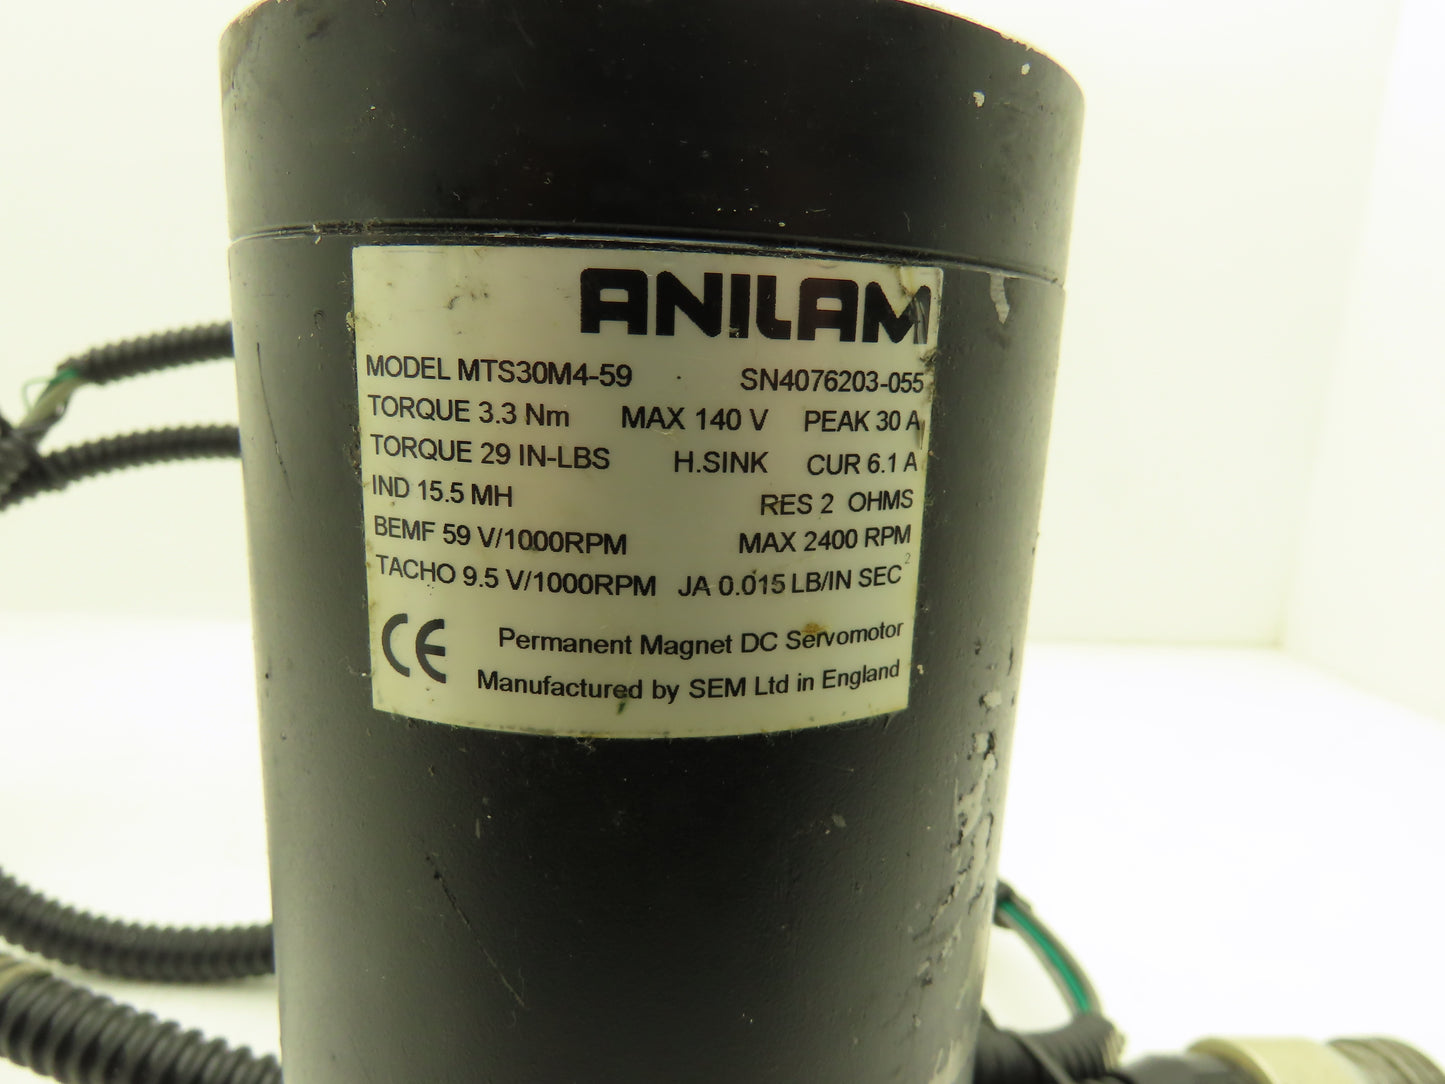 ANILAM
MODEL MTS30M4-59 SN4076203-055
TORQUE 3.3 Nm MAX 140 V PEAK 30 A
TORQUE 29 IN-LBS H.SINK CUR 6.1 A
IND 15.5 MH RES 2 OHMS
BEMF 59 V/1000RPM MAX 2400 RPM
TACHO 9.5 V/1000RPM JA 0.015 LB/IN SEC²
CE Permanent Magnet DC Servomotor
Manufactured by SEM Ltd in England